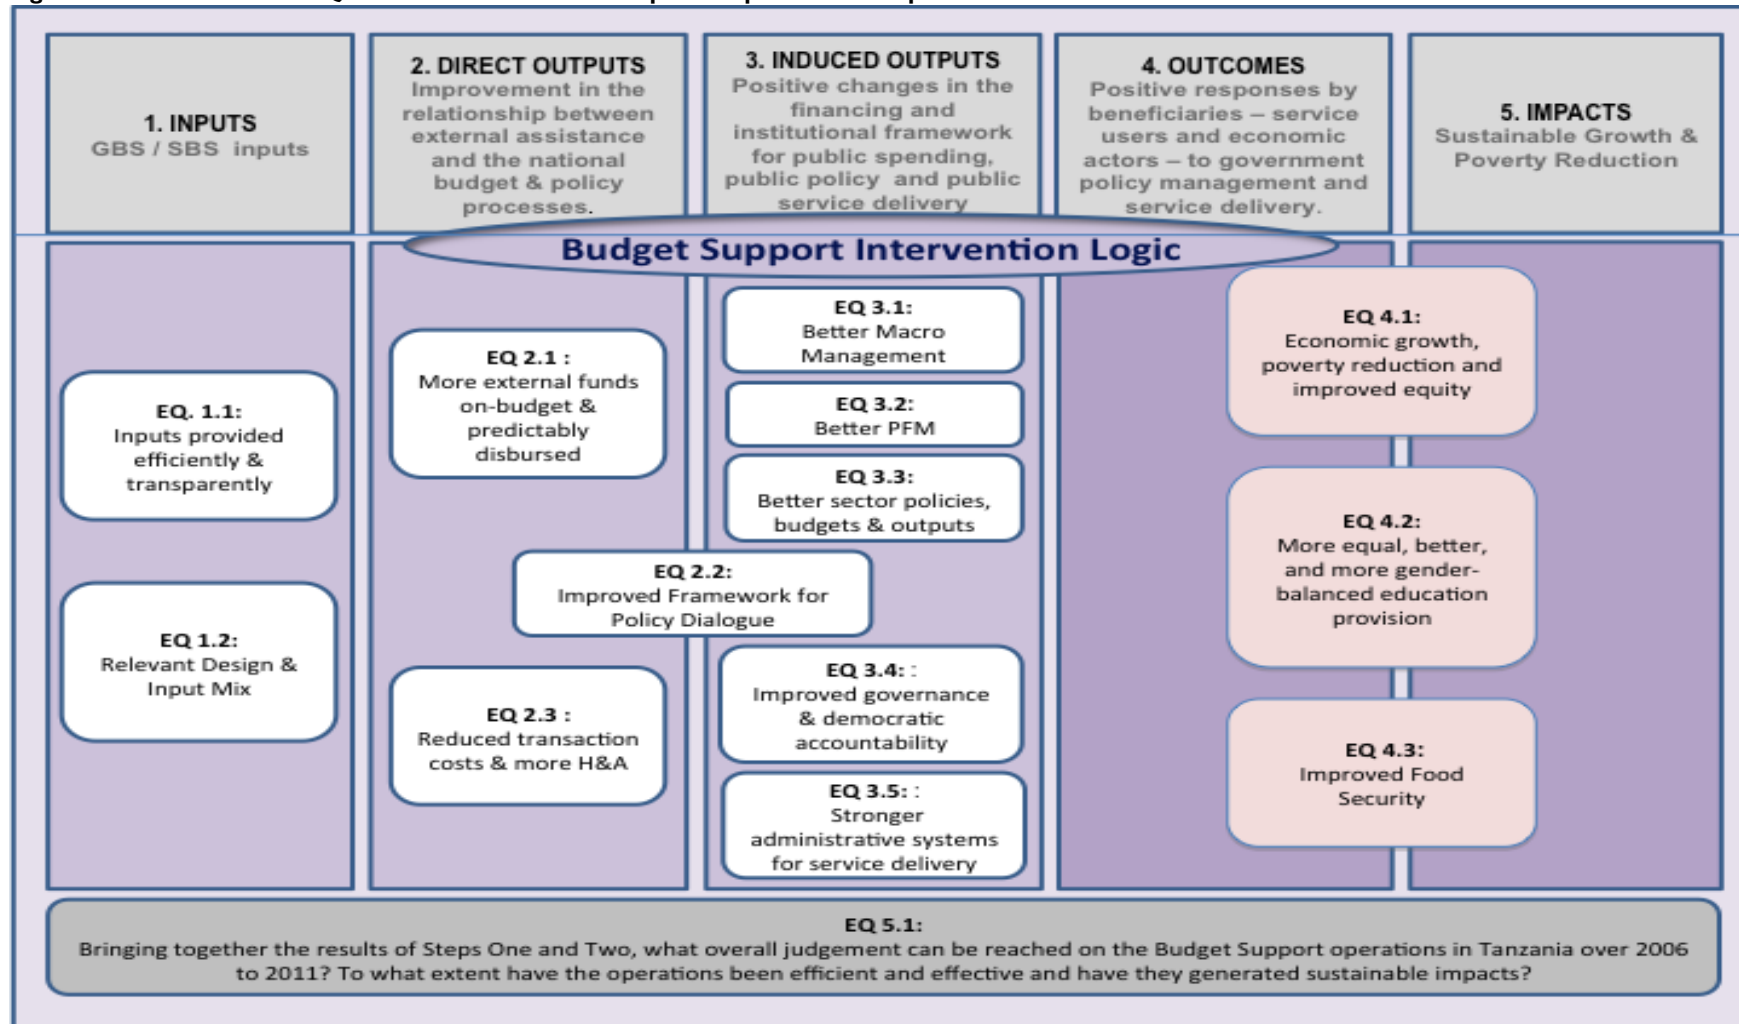 1. INPUTS
GBS / SBS inputs
2. DIRECT OUTPUTS
Improvement in the
relationship between
external assistance
and the national
budget & policy
processes.
3. INDUCED OUTPUTS
Positive changes in the
financing and
institutional framework
for public spending,
public policy and public
service delivery
4. OUTCOMES
Positive responses by
beneficiaries – service
users and economic
actors – to government
policy management and
service delivery.
5. IMPACTS
Sustainable Growth &
Poverty Reduction
Budget Support Intervention Logic
EQ. 1.1:
Inputs provided
efficiently &
transparently
EQ 1.2:
Relevant Design &
Input Mix
EQ 2.1 :
More external funds
on-budget &
predictably
disbursed
EQ 2.2:
Improved Framework for
Policy Dialogue
EQ 2.3 :
Reduced transaction
costs & more H&A
EQ 3.1:
Better Macro
Management
EQ 3.2:
Better PFM
EQ 3.3:
Better sector policies,
budgets & outputs
EQ 3.4: :
Improved governance
& democratic
accountability
EQ 3.5: :
Stronger
administrative systems
for service delivery
EQ 4.1:
Economic growth,
poverty reduction and
improved equity
EQ 4.2:
More equal, better,
and more gender-
balanced education
provision
EQ 4.3:
Improved Food
Security
EQ 5.1:
Bringing together the results of Steps One and Two, what overall judgement can be reached on the Budget Support operations in Tanzania over 2006
to 2011? To what extent have the operations been efficient and effective and have they generated sustainable impacts?